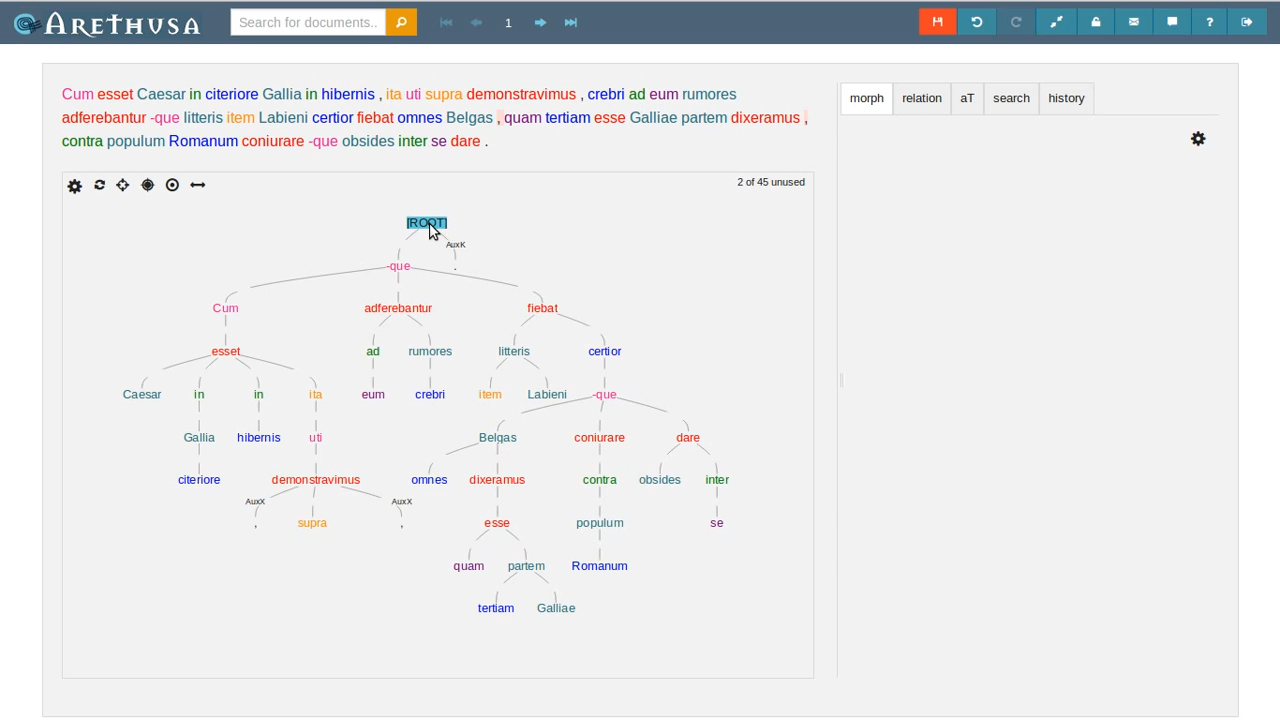 ARETHUSA
Search for documents..
1
Cum esset Caesar in citeriore Gallia in hibernis , ita uti supra demonstravimus , crebri ad eum rumores
adferebantur -que litteris item Labieni certior fiebat omnes Belgas , quam tertiam esse Galliae partem dixeramus ,
contra populum Romanum coniurare -que obsides inter se dare .
morph relation aT search history
2 of 45 unused
[ROOT]
AuxK
-que .
Cum adferebantur fiebat
esset ad rumores litteris certior
Caesar in in ita eum crebri item Labieni -que
Gallia hibernis uti Belgas coniurare dare
citeriore demonstravimus omnes dixeramus contra obsides inter
AuxX AuxX
, supra , esse populum se
quam partem Romanum
tertiam Galliae